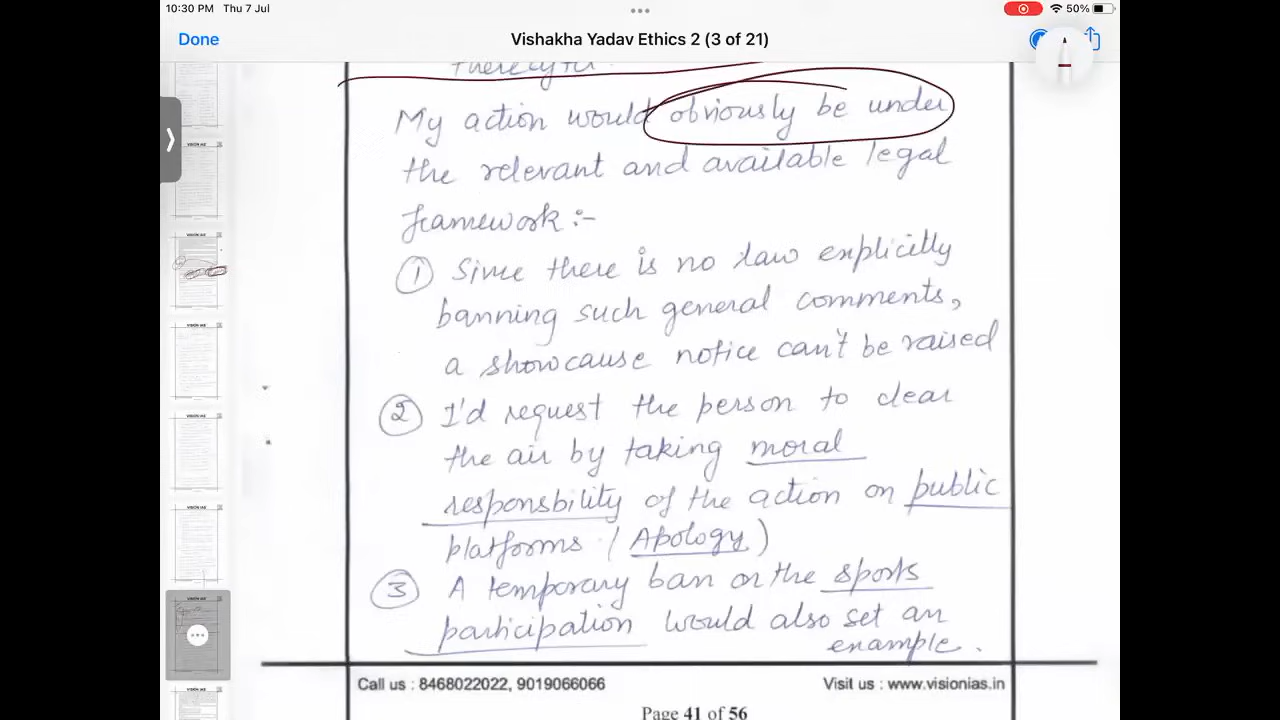 10:30 PM Thu 7 Jul
50%
Done
Vishakha Yadav Ethics 2 (3 of 21)
thereafter.
My action would obviously be under
the relevant and available legal
framework :-
① Since there is no law explicitly
banning such general comments,
a showcause notice can't be raised
② I'd request the person to clear
the air by taking moral
responsbility of the action on public
platforms (Apology)
③ A temporary ban on the sports
participation would also set an
example.
Call us : 8468022022, 9019066066
Visit us : www.visionias.in
Page 41 of 56